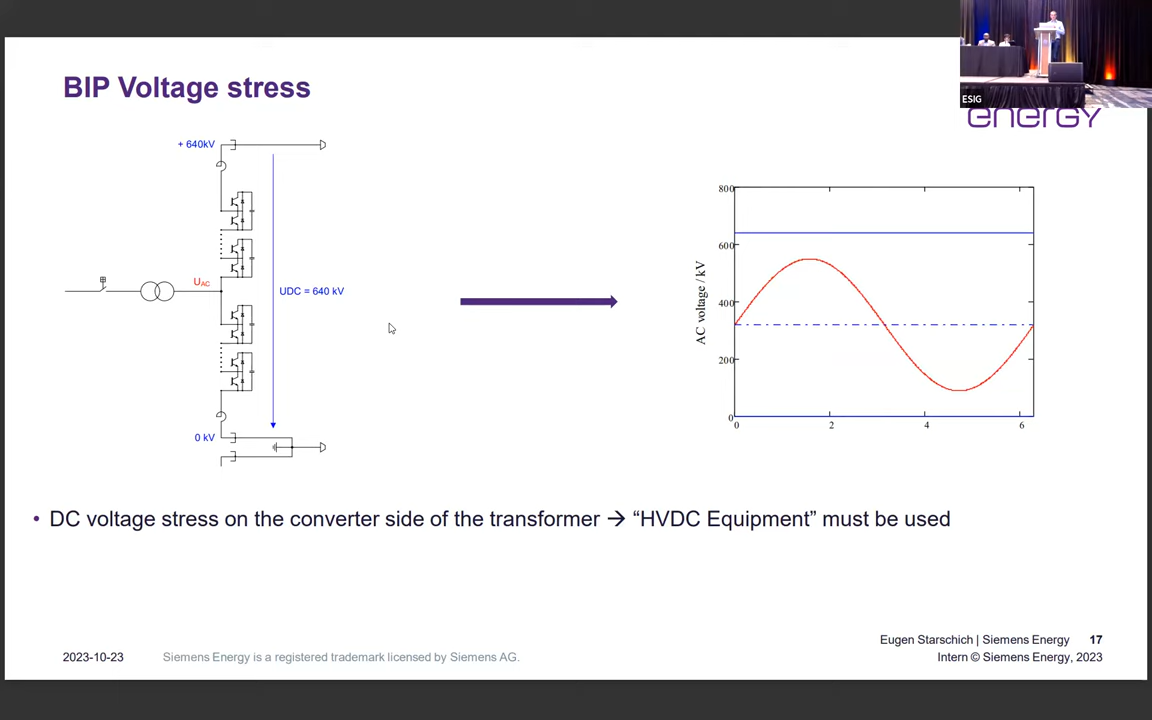 BIP Voltage stress
ESIG
energy
+ 640kV
UAC
UDC = 640 kV
0 kV
AC voltage / kV
800
600
400
200
0
0 2 4 6
• DC voltage stress on the converter side of the transformer → “HVDC Equipment” must be used
Eugen Starschich | Siemens Energy 17
2023-10-23 Siemens Energy is a registered trademark licensed by Siemens AG. Intern © Siemens Energy, 2023